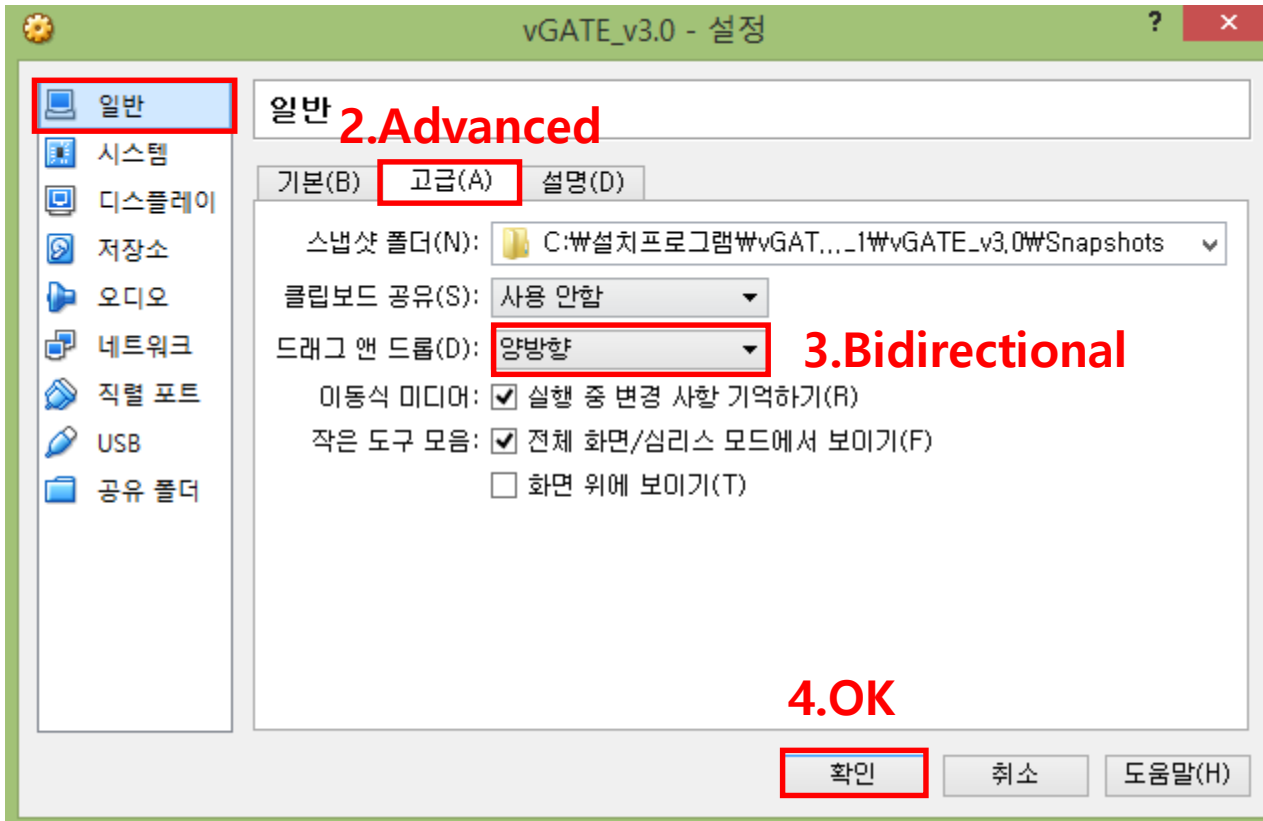 vGATE_v3.0 - 설정
?
일반
시스템
디스플레이
저장소
오디오
네트워크
직렬 포트
USB
공유 폴더
일반
2.Advanced
기본(B) 고급(A) 설명(D)
스냅샷 폴더(N): C:₩설치프로그램₩vGAT..._1₩vGATE_v3.0₩Snapshots
클립보드 공유(S): 사용 안함
드래그 앤 드롭(D): 양방향 3.Bidirectional
이동식 미디어: 실행 중 변경 사항 기억하기(R)
작은 도구 모음: 전체 화면/심리스 모드에서 보이기(F)
화면 위에 보이기(T)
4.OK
확인 취소 도움말(H)